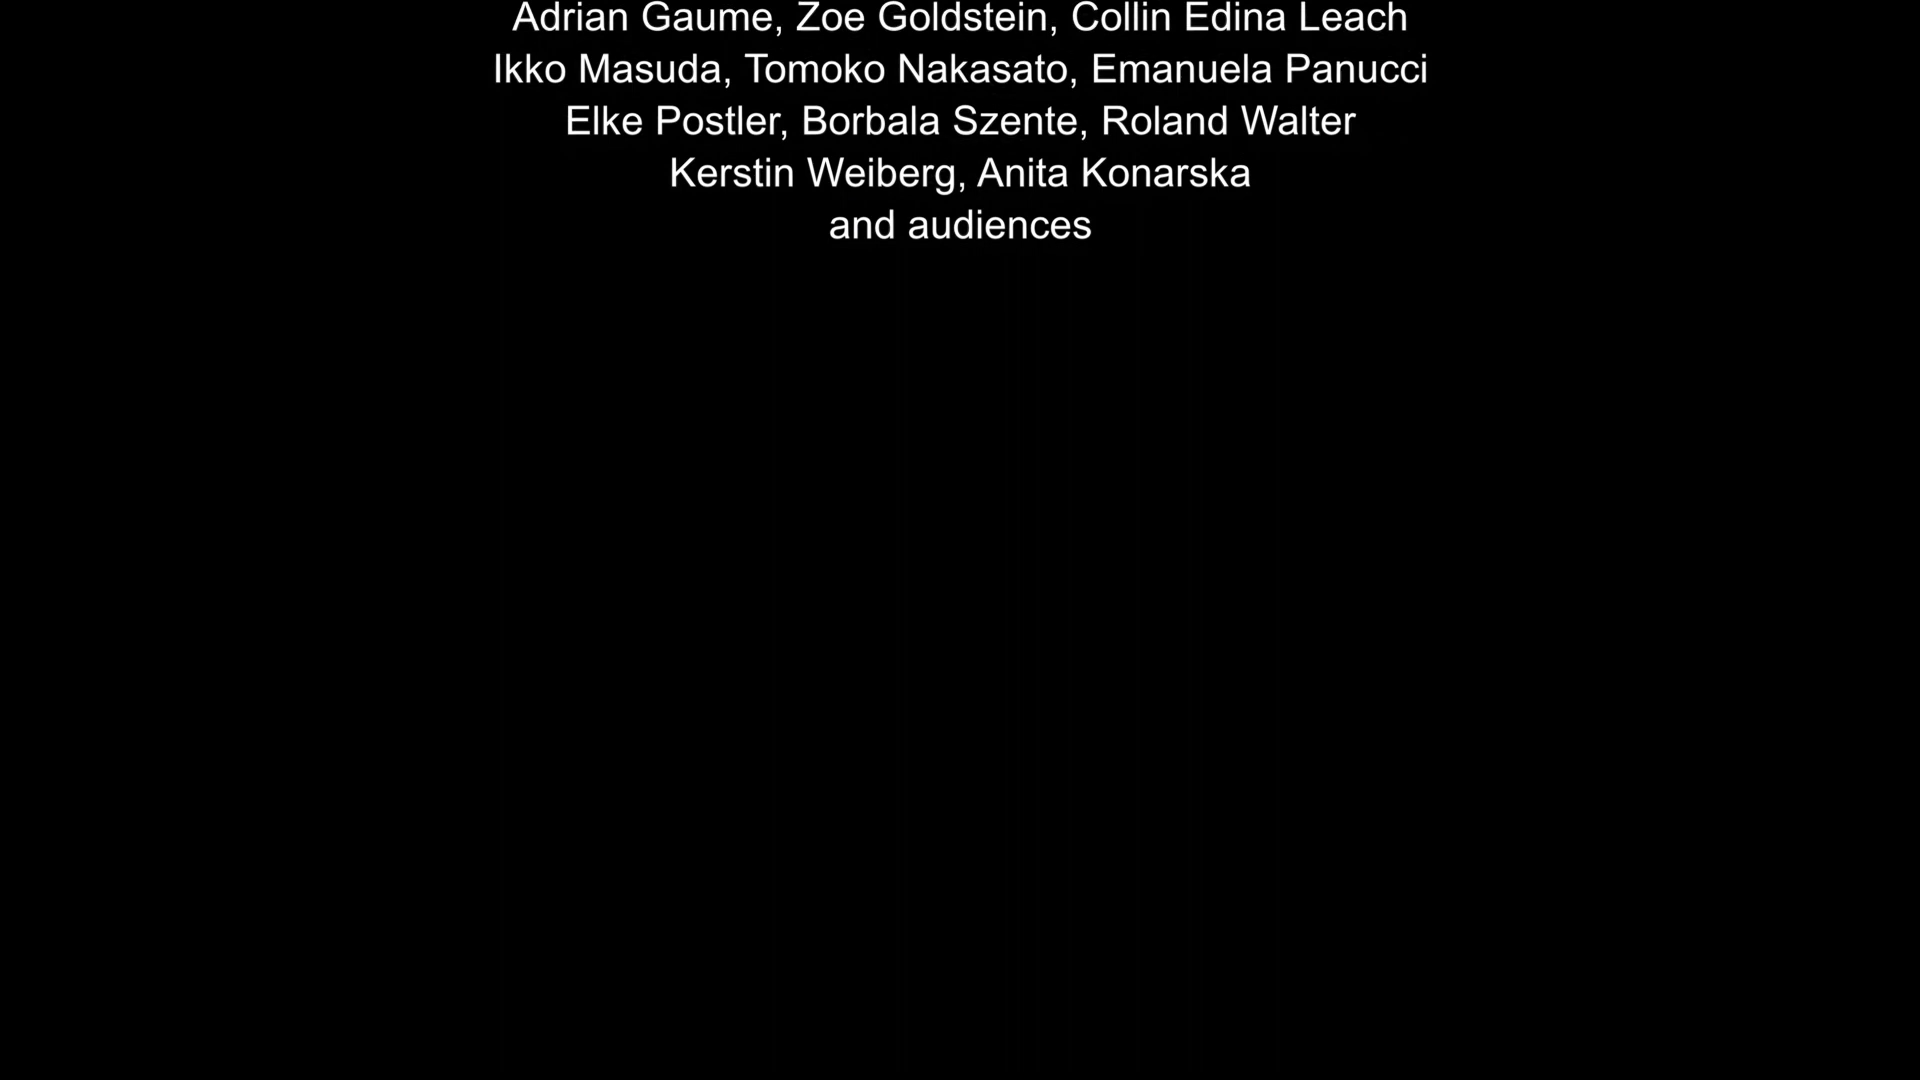 Adrian Gaume, Zoe Goldstein, Collin Edina Leach
Ikko Masuda, Tomoko Nakasato, Emanuela Panucci
Elke Postler, Borbala Szente, Roland Walter
Kerstin Weiberg, Anita Konarska
and audiences